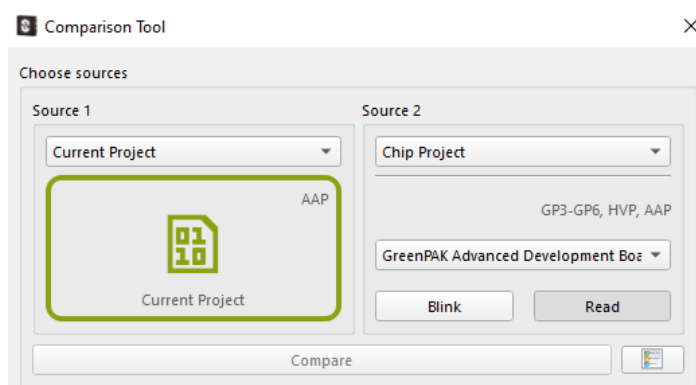 Comparison Tool
Choose sources
Source 1
Source 2
Current Project
Chip Project
AAP
GP3-GP6, HVP, AAP
0110
GreenPAK Advanced Development Boa
Current Project
Blink
Read
Compare